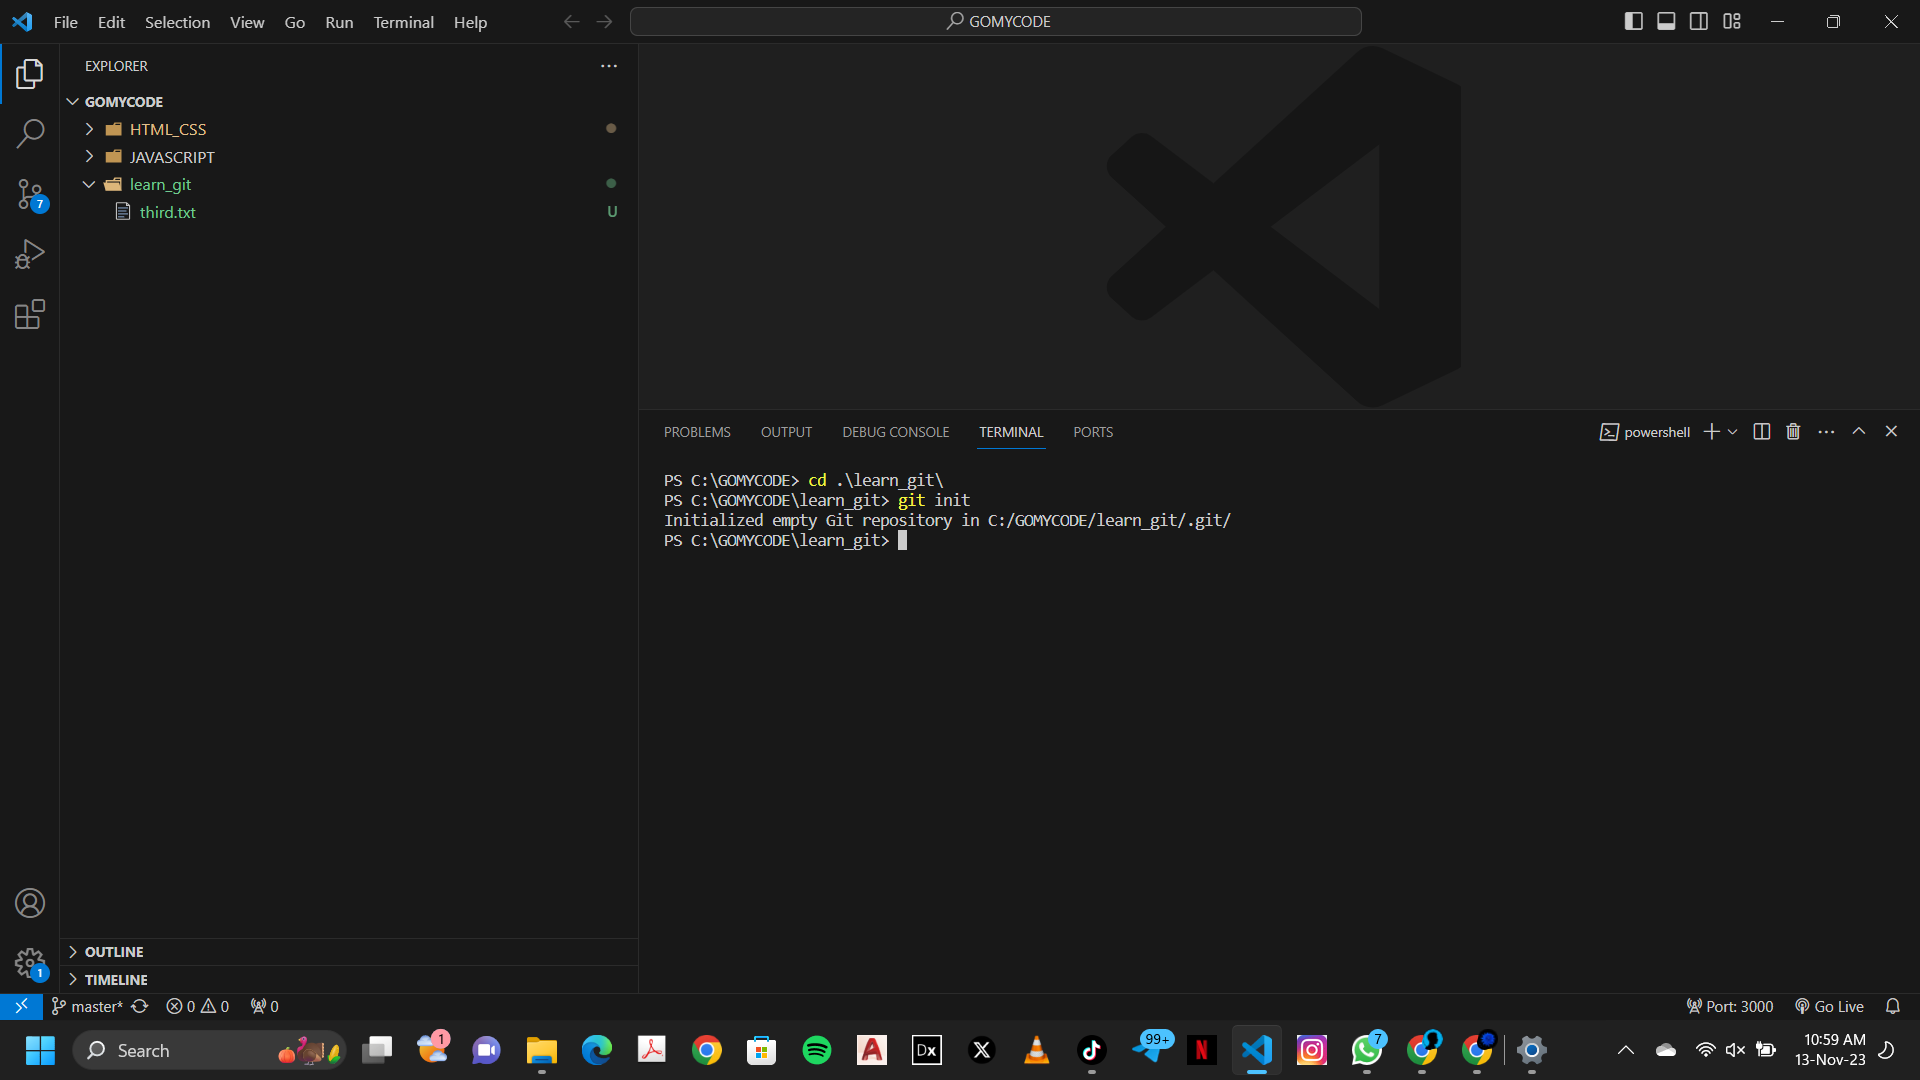 File Edit Selection View Go Run Terminal Help
GOMYCODE
EXPLORER
GOMYCODE
HTML_CSS
JAVASCRIPT
learn_git
third.txt U
7
PROBLEMS OUTPUT DEBUG CONSOLE TERMINAL PORTS
powershell
PS C:\GOMYCODE> cd .\learn_git\
PS C:\GOMYCODE\learn_git> git init
Initialized empty Git repository in C:/GOMYCODE/learn_git/.git/
PS C:\GOMYCODE\learn_git>
OUTLINE
1
TIMELINE
master* 0 0 0 Port: 3000 Go Live
Search 1 Dx X 99+ N 7 10:59 AM
13-Nov-23